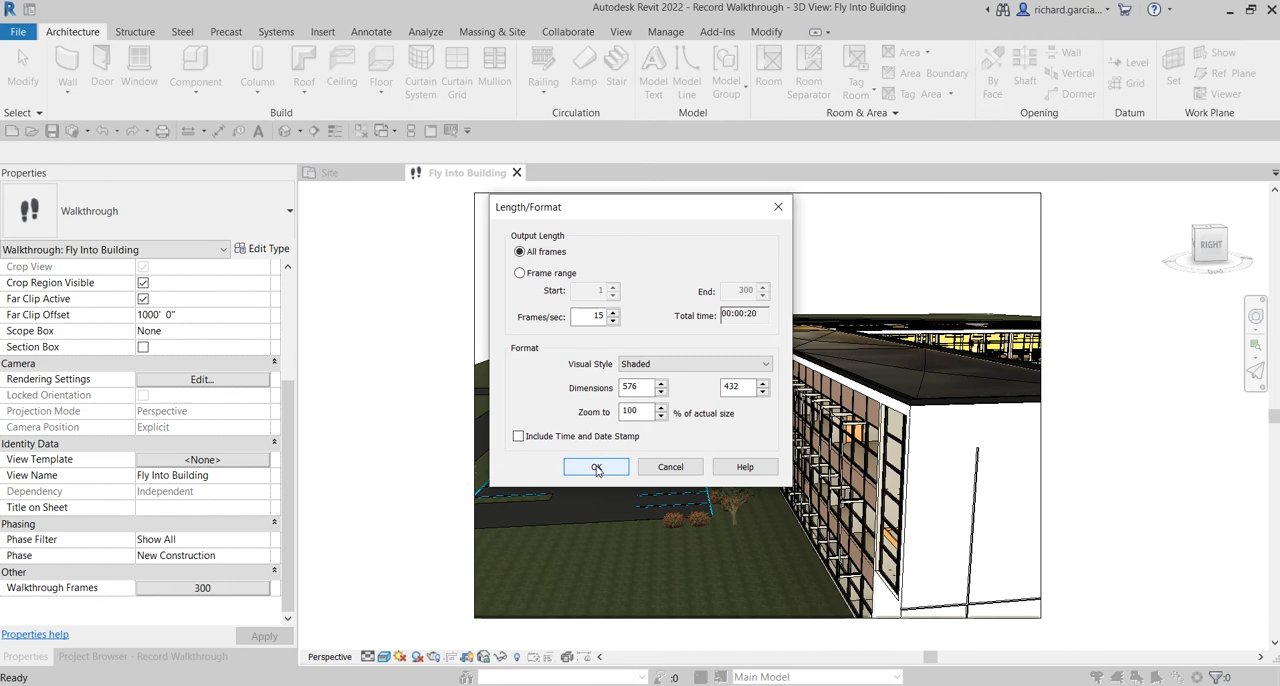 Autodesk Revit 2022 - Record Walkthrough - 3D View: Fly Into Building
richard.garcia...
File Architecture Structure Steel Precast Systems Insert Annotate Analyze Massing & Site Collaborate View Manage Add-Ins Modify
Modify Wall Door Window Component Column Roof Ceiling Floor Curtain System Curtain Grid Mullion Railing Ramp Stair Model Text Model Line Model Group Room Room Separator Tag Room Area Area Boundary Tag Area By Face Shaft Wall Vertical Dormer Level Grid Set Show Ref Plane Viewer
Select Build Circulation Model Room & Area Opening Datum Work Plane
Properties
Site
Fly Into Building
Walkthrough
Walkthrough: Fly Into Building
Edit Type
Crop View
Crop Region Visible
Far Clip Active
Far Clip Offset 1000' 0"
Scope Box None
Section Box
Camera
Rendering Settings Edit...
Locked Orientation
Projection Mode Perspective
Camera Position Explicit
Identity Data
View Template <None>
View Name Fly Into Building
Dependency Independent
Title on Sheet
Phasing
Phase Filter Show All
Phase New Construction
Other
Walkthrough Frames 300
Properties help
Apply
Properties
Project Browser - Record Walkthrough
Ready
Length/Format
Output Length
All frames
Frame range
Start: 1 End: 300
Frames/sec: 15 Total time: 00:00:20
Format
Visual Style Shaded
Dimensions 576 432
Zoom to 100 % of actual size
Include Time and Date Stamp
OK Cancel Help
RIGHT
Perspective
:0
Main Model
:0